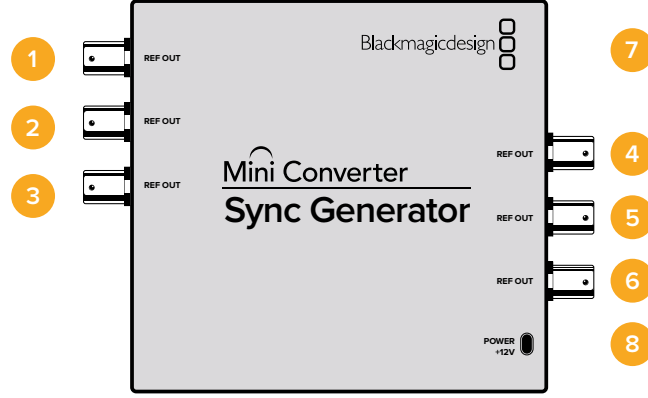 1
REF OUT
Blackmagicdesign
7
2
REF OUT
3
REF OUT
Mini Converter
Sync Generator
REF OUT
4
REF OUT
5
REF OUT
6
POWER
+12V
8